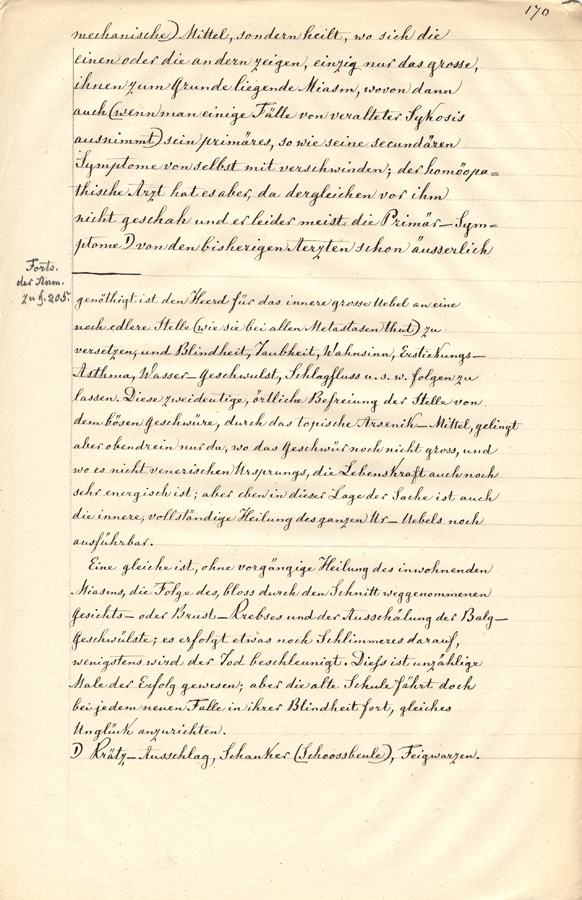 170
mechanische) Mittel, sondern heilt, wo sich die
einen oder die andern zeigen, einzig nur das grosse,
ihnen zum Grunde liegende Miasm, wovon dann
auch (wenn man einige Fälle von veralteter Sykosis
ausnimmt) sein primäres, so wie seine secundären
Symptome von selbst mit verschwinden; der homöopa=
thische Arzt hat es aber, da dergleichen vor ihm
nicht geschah und er leider meist die Primär-Sym-
ptome 1) von den bisherigen Aerzten schon äusserlich
Forts.
der Anm.
zu §. 205.
genöthigt ist den Heerd für das innere grosse Uebel an eine
noch edlere Stelle (wie sie bei allen Metastasen thut) zu
versetzen, und Blindheit, Taubheit, Wahnsinn, Erstickungs-
Asthma, Wasser-Geschwulst, Schlagfluss u. s. w. folgen zu
lassen. Diese zweideutige, örtliche Befreiung der Stelle von
dem bösen Geschwüre, durch das topische Arsenik-Mittel, gelingt
aber obendrein nur da, wo das Geschwür noch nicht gross, und
wo es nicht venerischen Ursprungs, die Lebenskraft auch noch
sehr energisch ist; aber eben in dieser Lage der Sache ist auch
die innere, vollständige Heilung des ganzen Ur-Uebels noch
ausführbar.
Eine gleiche ist, ohne vorgängige Heilung des inwohnenden
Miasms, die Folge des, bloss durch den Schnitt weggenommenen
Gesichts- oder Brust-Krebses und der Ausschälung der Balg-
Geschwülste; es erfolgt etwas noch Schlimmeres darauf,
wenigstens wird der Tod beschleunigt. Diess ist unzählige
Male der Erfolg gewesen; aber die alte Schule fährt doch
bei jedem neuen Falle in ihrer Blindheit fort, gleiches
Unglück anzurichten.
1) Krätz-Ausschlag, Schanker (Schoossbeule), Feigwarzen.